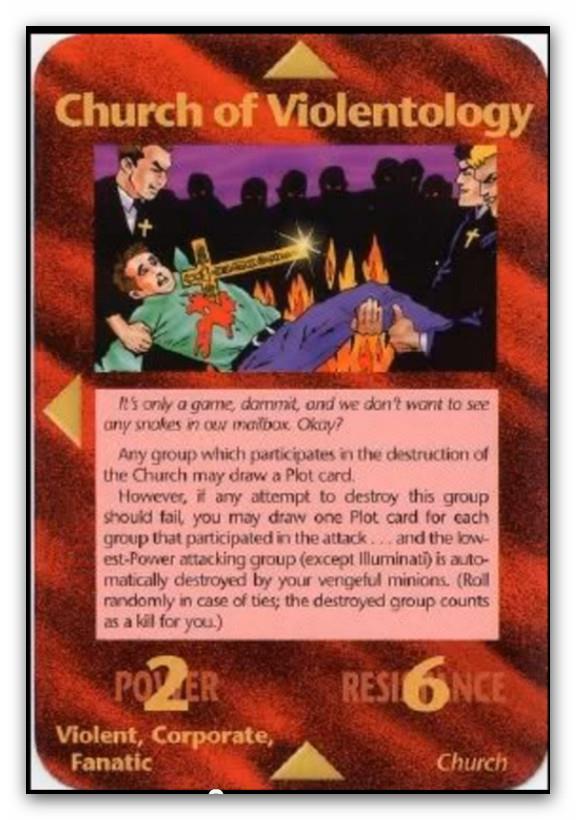 Church of Violentology
It's only a game, dammit, and we don't want to see
any snakes in our mailbox. Okay?
Any group which participates in the destruction of
the Church may draw a Plot card.
However, if any attempt to destroy this group
should fail, you may draw one Plot card for each
group that participated in the attack . . . and the low-
est-Power attacking group (except Illuminati) is auto-
matically destroyed by your vengeful minions. (Roll
randomly in case of ties; the destroyed group counts
as a kill for you.)
POWER 2 RESISTANCE 6
Violent, Corporate,
Fanatic
Church